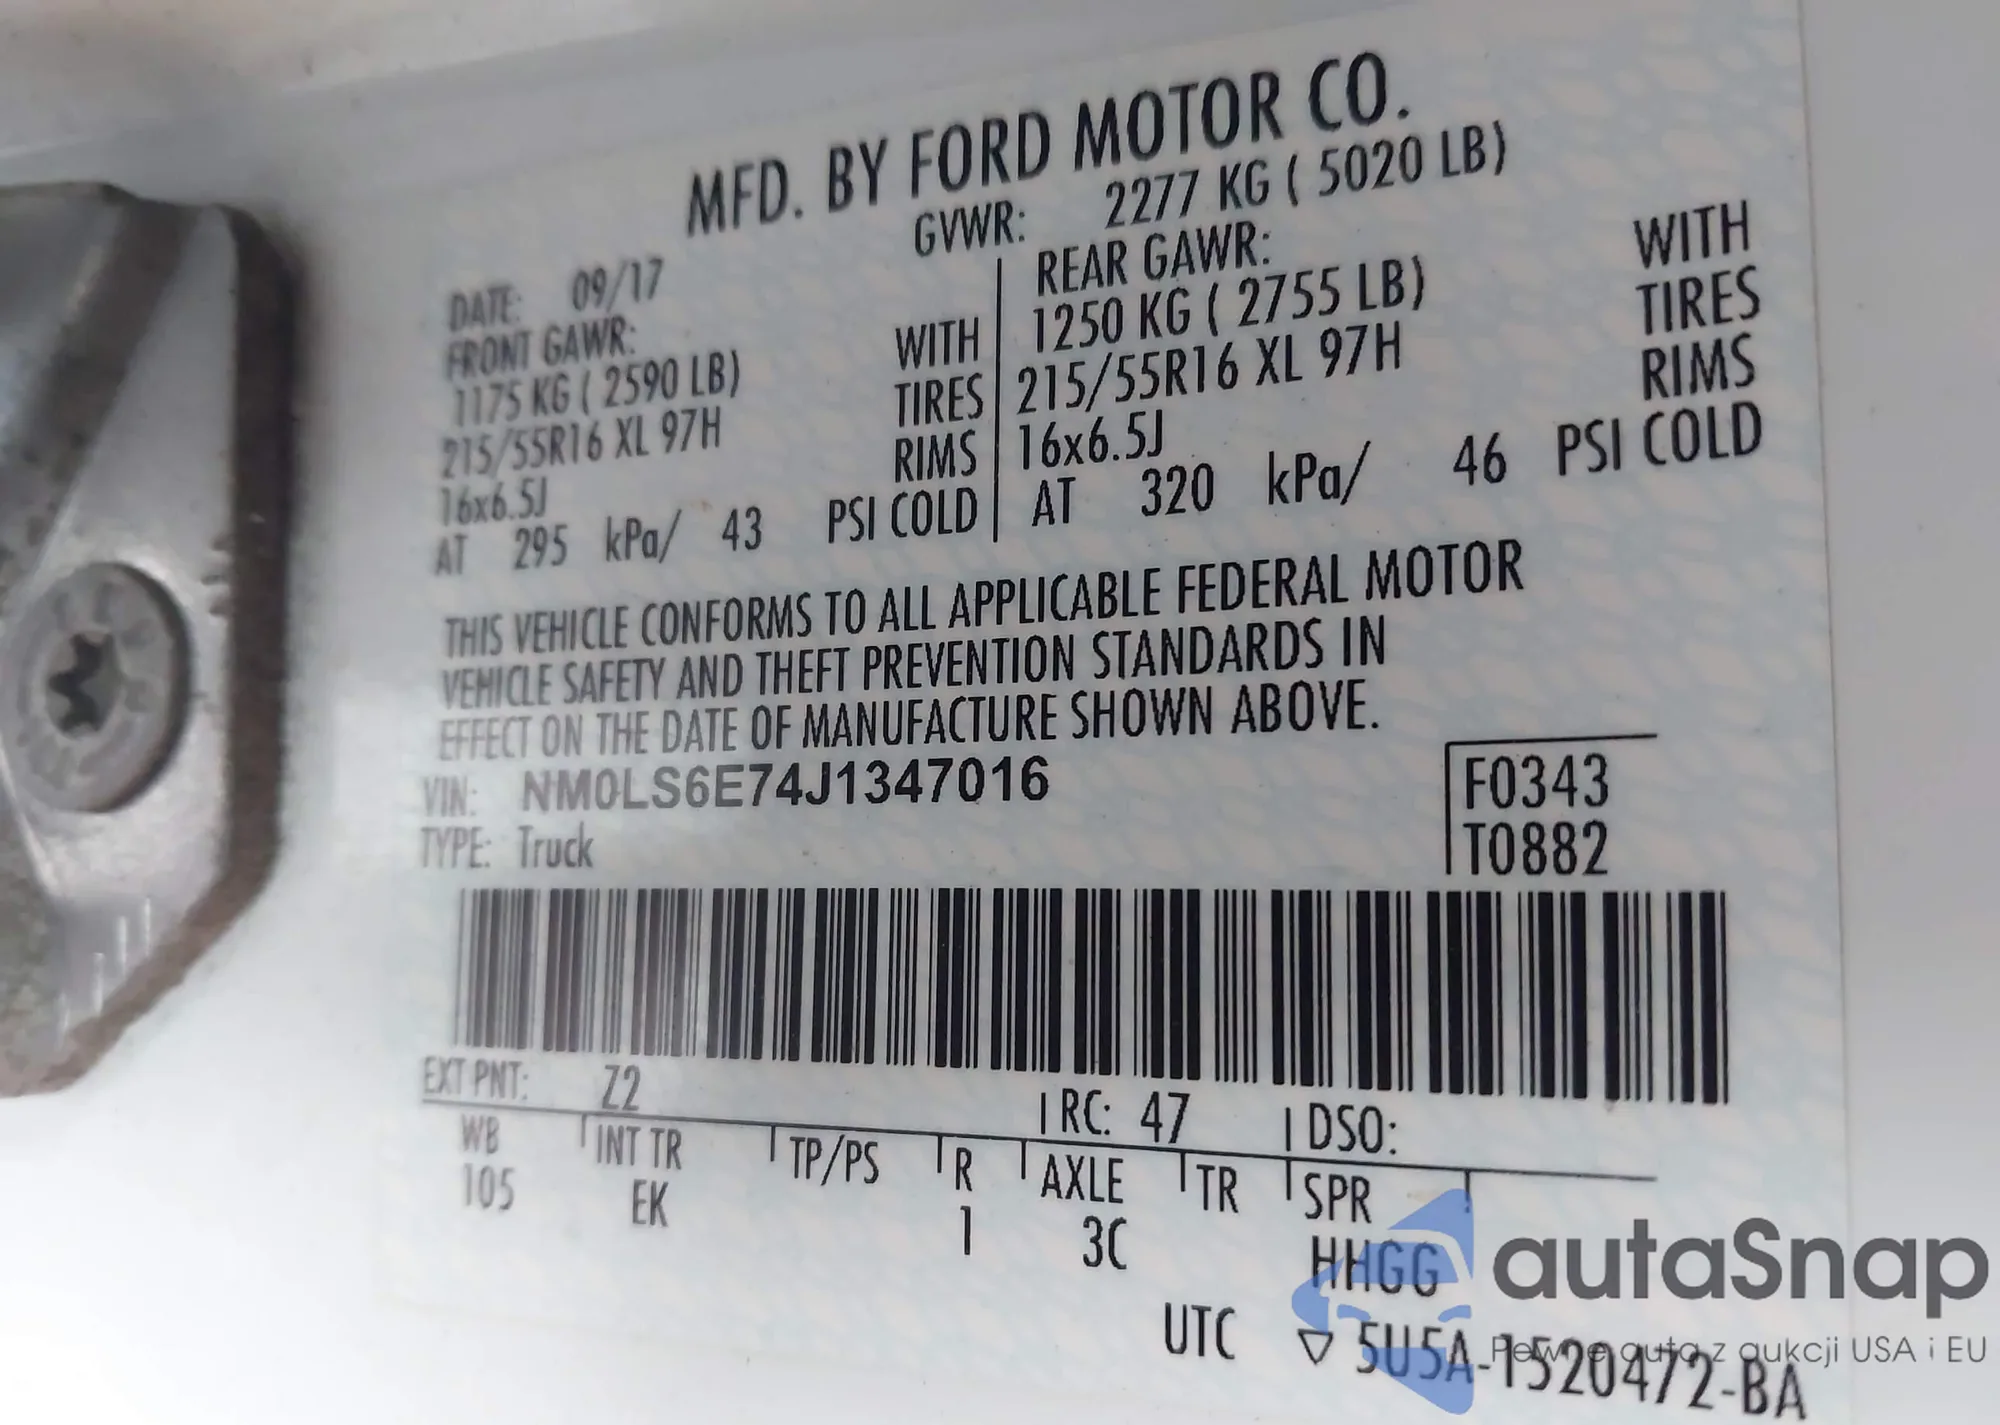 MFD. BY FORD MOTOR CO.
GVWR: 2277 KG ( 5020 LB)
DATE: 09/17
FRONT GAWR:
1175 KG ( 2590 LB) WITH
215/55R16 XL 97H TIRES
16x6.5J RIMS
AT 295 kPa/ 43 PSI COLD
REAR GAWR:
1250 KG ( 2755 LB) WITH
215/55R16 XL 97H TIRES
16x6.5J RIMS
AT 320 kPa/ 46 PSI COLD
THIS VEHICLE CONFORMS TO ALL APPLICABLE FEDERAL MOTOR
VEHICLE SAFETY AND THEFT PREVENTION STANDARDS IN
EFFECT ON THE DATE OF MANUFACTURE SHOWN ABOVE.
VIN: NM0LS6E74J1347016
TYPE: Truck
F0343
T0882
EXT PNT: Z2 RC: 47 DSO:
WB INT TR TP/PS R AXLE TR SPR
105 EK 1 3C HHGG
UTC ▽ 5U5A-1520472-BA
autaSnap
Pewne auta z aukcji USA i EU